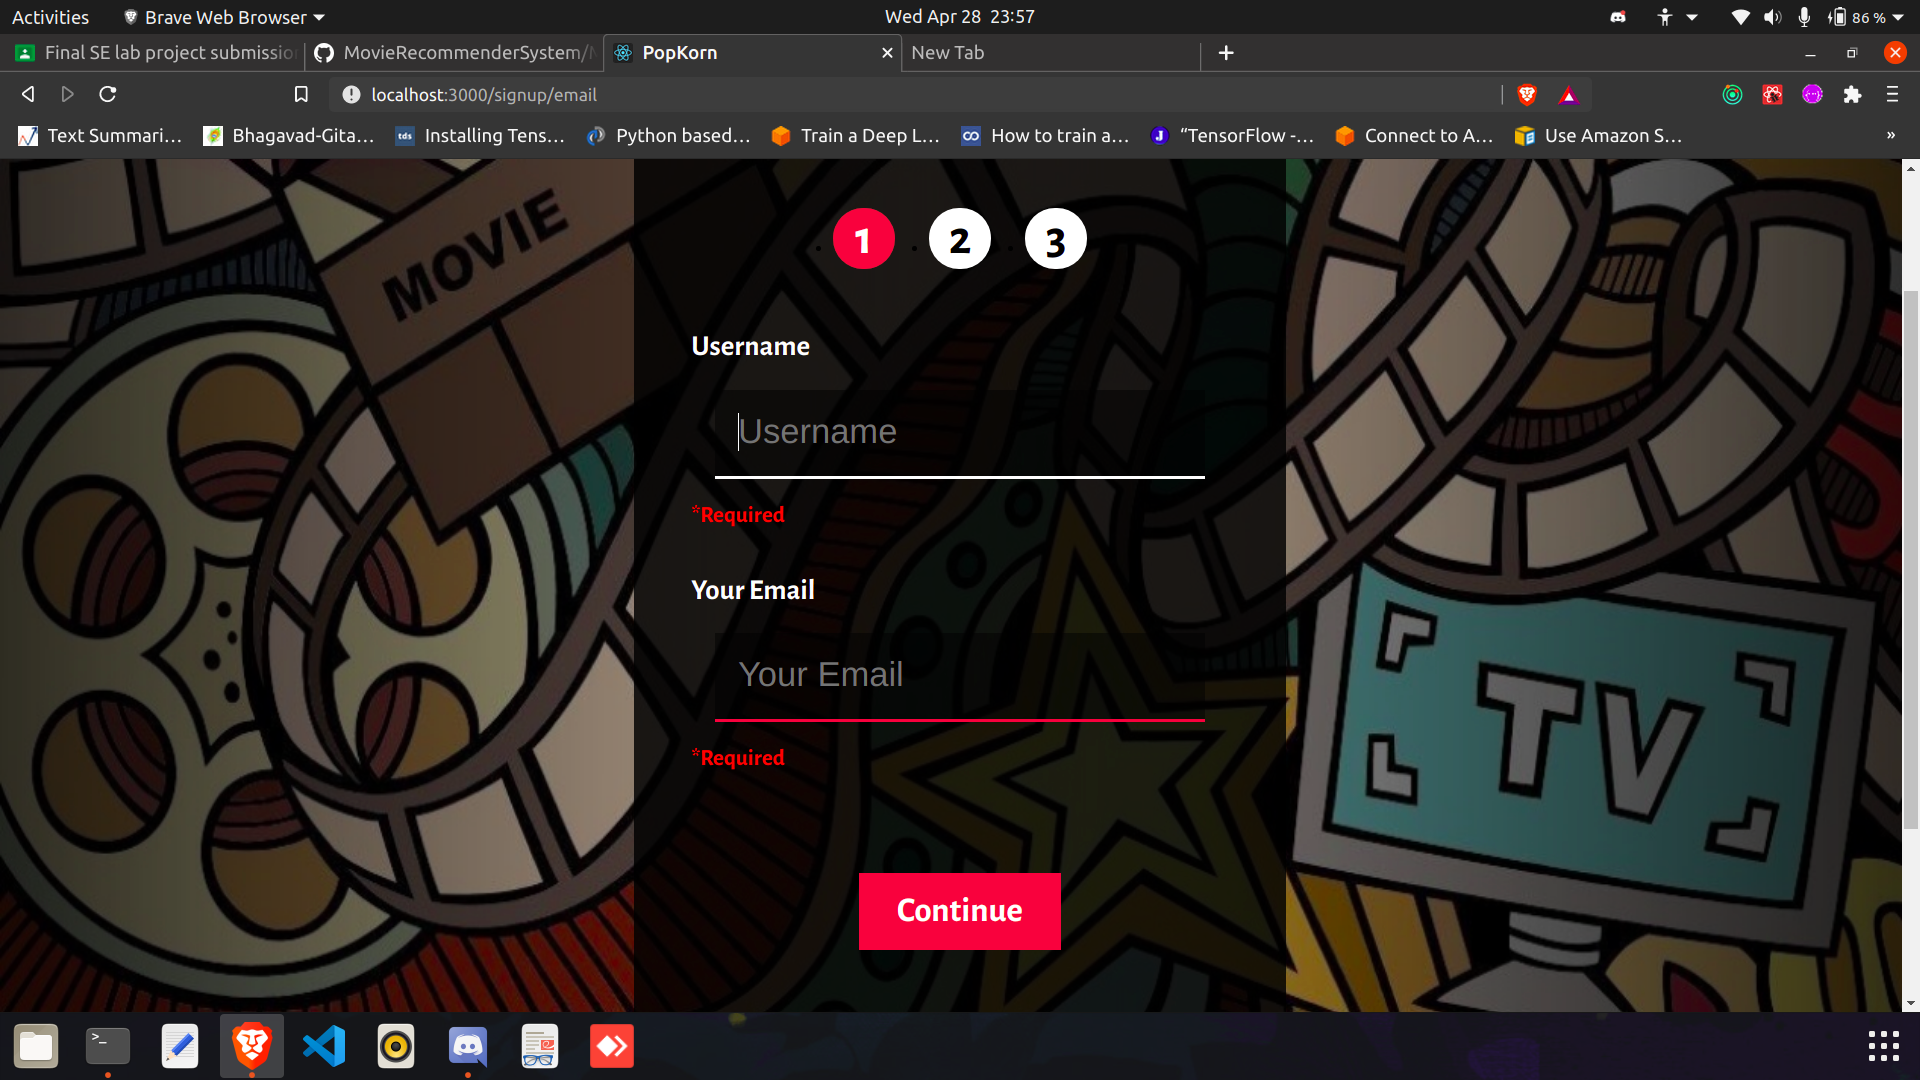 Activities
Brave Web Browser
Wed Apr 28 23:57
86 %
Final SE lab project submissio
MovieRecommenderSystem/
PopKorn
New Tab
localhost:3000/signup/email
Text Summari...
Bhagavad-Gita...
tds
Installing Tens...
Python based...
Train a Deep L...
How to train a...
J
“TensorFlow -...
Connect to A...
Use Amazon S...
»
MOVIE
1
2
3
Username
Username
*Required
Your Email
Your Email
*Required
TV
Continue
>_